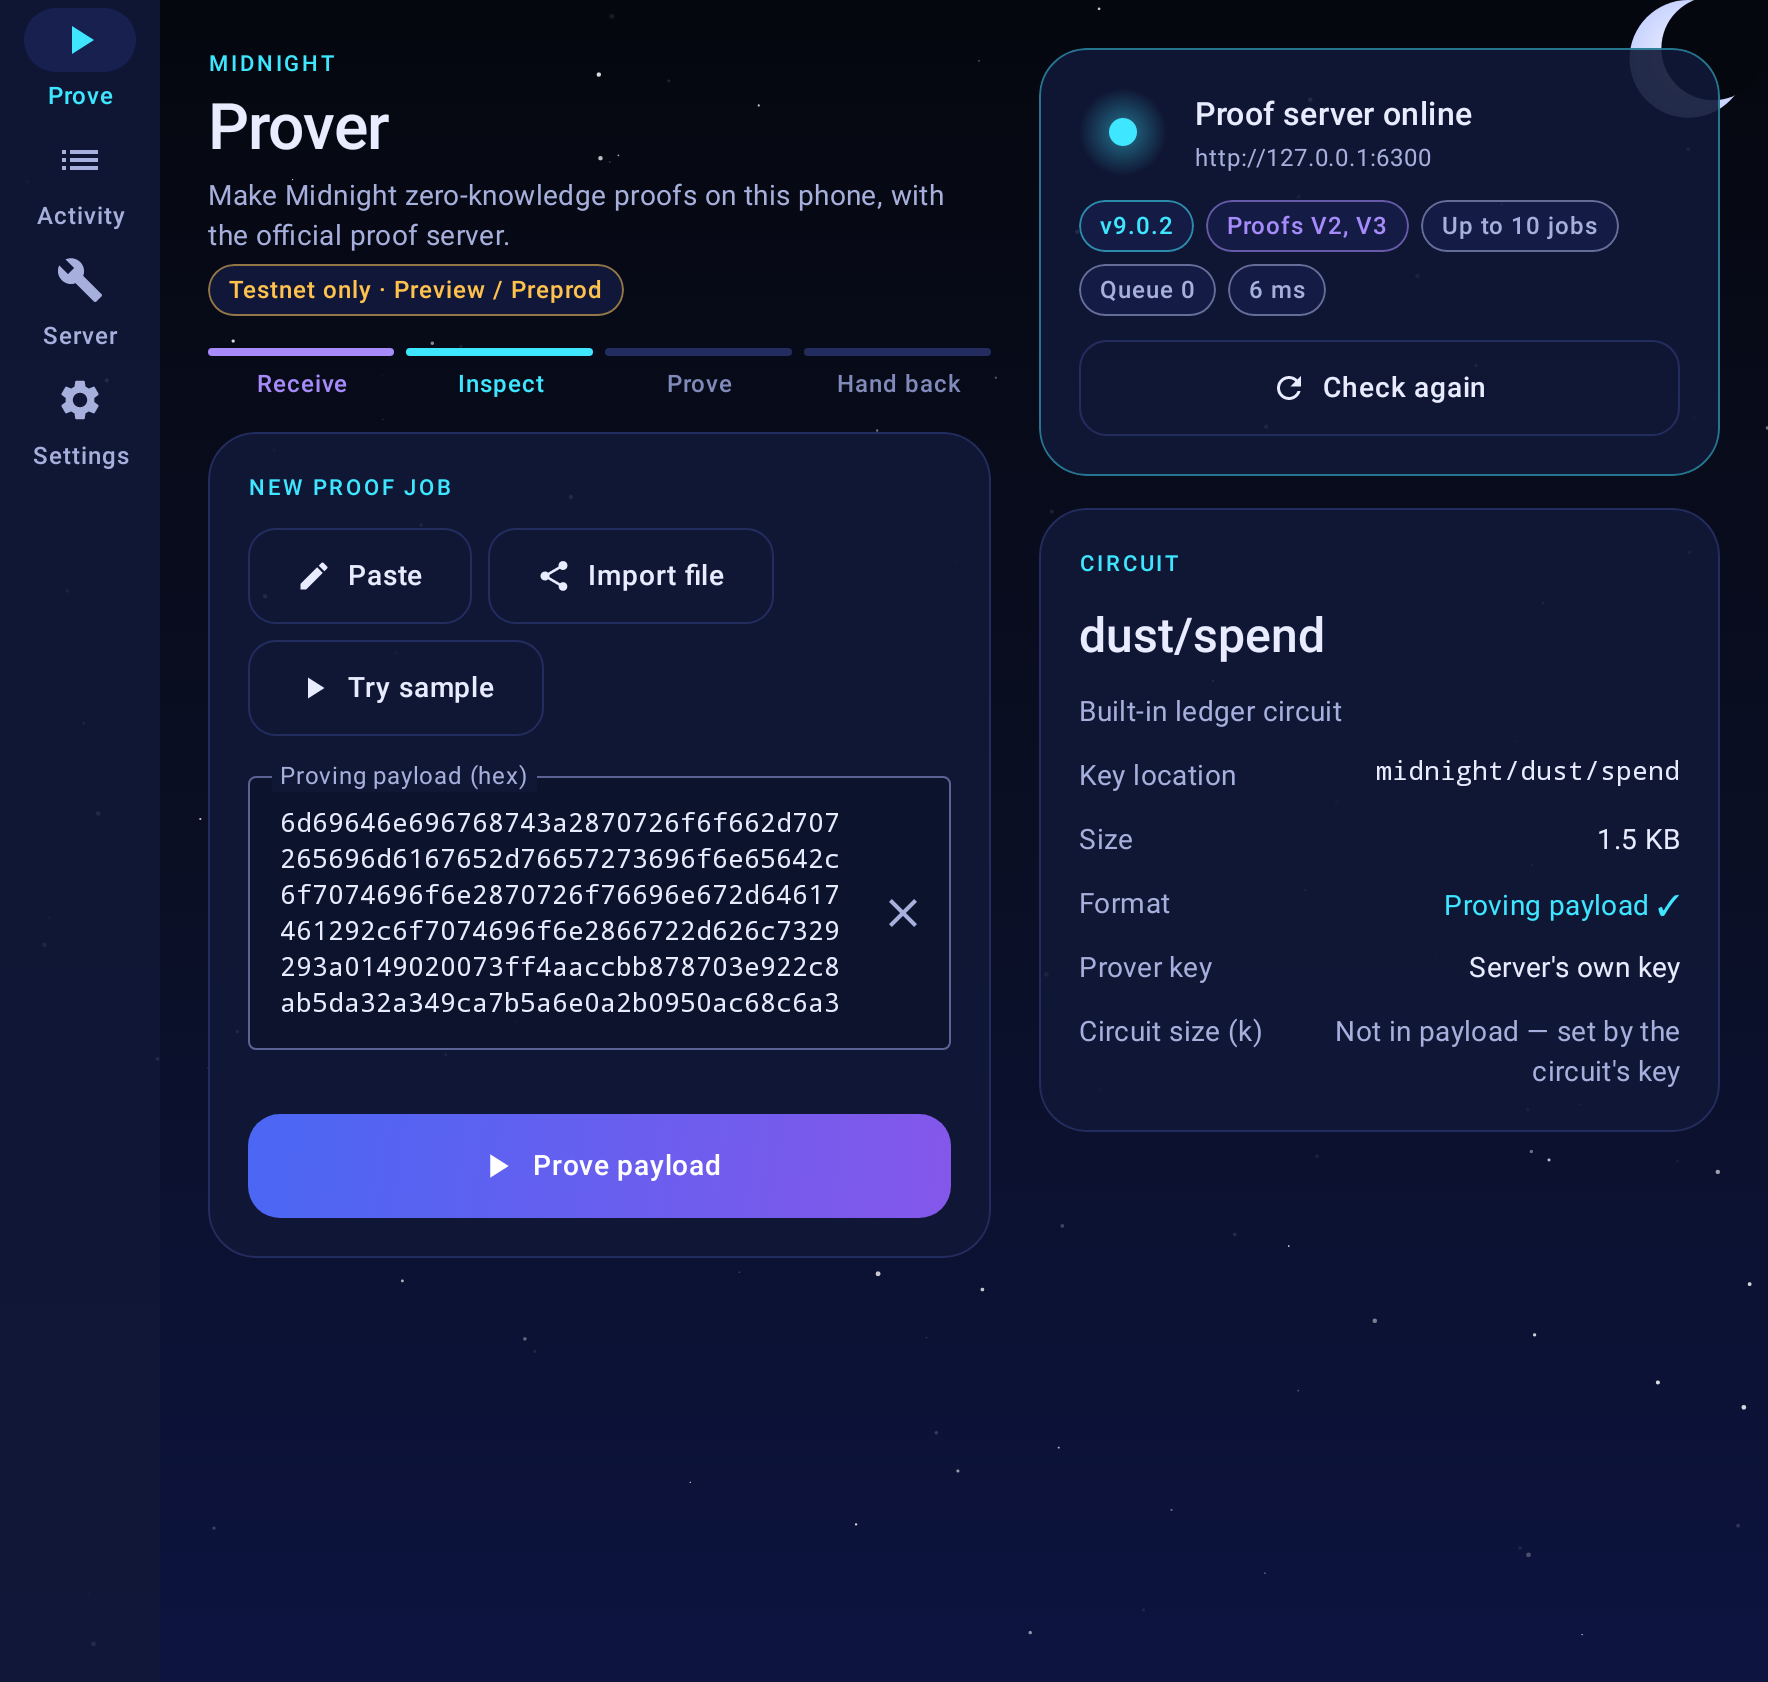 Prove
Activity
Server
Settings
MIDNIGHT
Prover
Make Midnight zero-knowledge proofs on this phone, with
the official proof server.
Testnet only · Preview / Preprod
Receive
Inspect
Prove
Hand back
NEW PROOF JOB
Paste
Import file
Try sample
Proving payload (hex)
6d69646e696768743a2870726f6f662d707
265696d6167652d76657273696f6e65642c
6f7074696f6e2870726f76696e672d64617
461292c6f7074696f6e2866722d626c7329
293a0149020073ff4aaccbb878703e922c8
ab5da32a349ca7b5a6e0a2b0950ac68c6a3
Prove payload
Proof server online
http://127.0.0.1:6300
v9.0.2
Proofs V2, V3
Up to 10 jobs
Queue 0
6 ms
Check again
CIRCUIT
dust/spend
Built-in ledger circuit
Key location midnight/dust/spend
Size 1.5 KB
Format Proving payload ✓
Prover key Server's own key
Circuit size (k) Not in payload — set by the
circuit's key